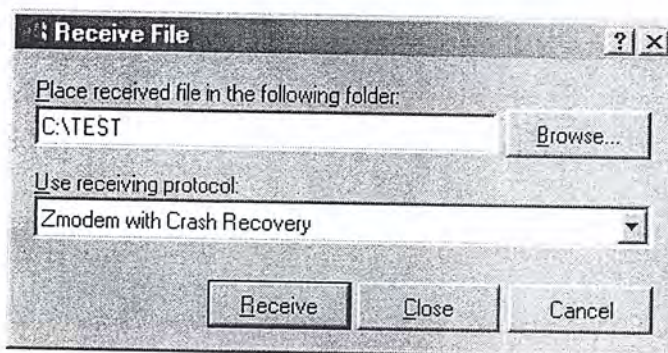 Receive File
? ×
Place received file in the following folder:
C:\TEST
Browse...
Use receiving protocol:
Zmodem with Crash Recovery
Receive
Close
Cancel